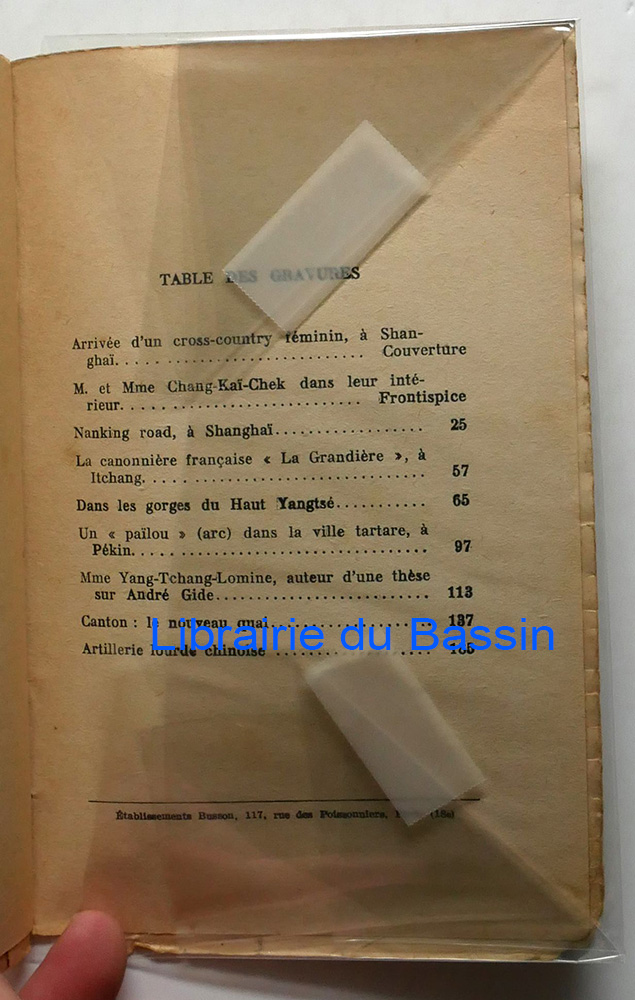 TABLE DES GRAVURES
Arrivée d'un cross-country féminin, à Shan-
ghaï. . . . . . . . . . . . . . . . . . . . . . . . . . . . Couverture
M. et Mme Chang-Kaï-Chek dans leur inté-
rieur. . . . . . . . . . . . . . . . . . . . . . . . . . . Frontispice
Nanking road, à Shanghaï. . . . . . . . . . . . . . . . . 25
La canonnière française « La Grandière », à
Itchang. . . . . . . . . . . . . . . . . . . . . . . . . . . . . . . . 57
Dans les gorges du Haut Yangtsé. . . . . . . . . . . 65
Un « païlou » (arc) dans la ville tartare, à
Pékin. . . . . . . . . . . . . . . . . . . . . . . . . . . . . . . . . 97
Mme Yang-Tchang-Lomine, auteur d'une thèse
sur André Gide. . . . . . . . . . . . . . . . . . . . . . . . 113
Canton : le nouveau quai. . . . . . . . . . . . . . . . . . 137
Librairie du Bassin
Artillerie lourde chinoise . . . . . . . . . . . . . . . . .
Établissements Busson, 117, rue des Poissonniers, (18e)